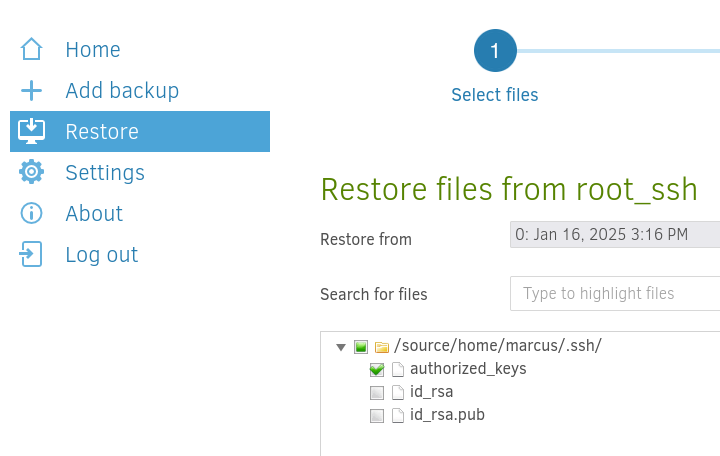 Home
Add backup
Restore
Settings
About
Log out
1
Select files
Restore files from root_ssh
Restore from
0: Jan 16, 2025 3:16 PM
Search for files
Type to highlight files
/source/home/marcus/.ssh/
authorized_keys
id_rsa
id_rsa.pub